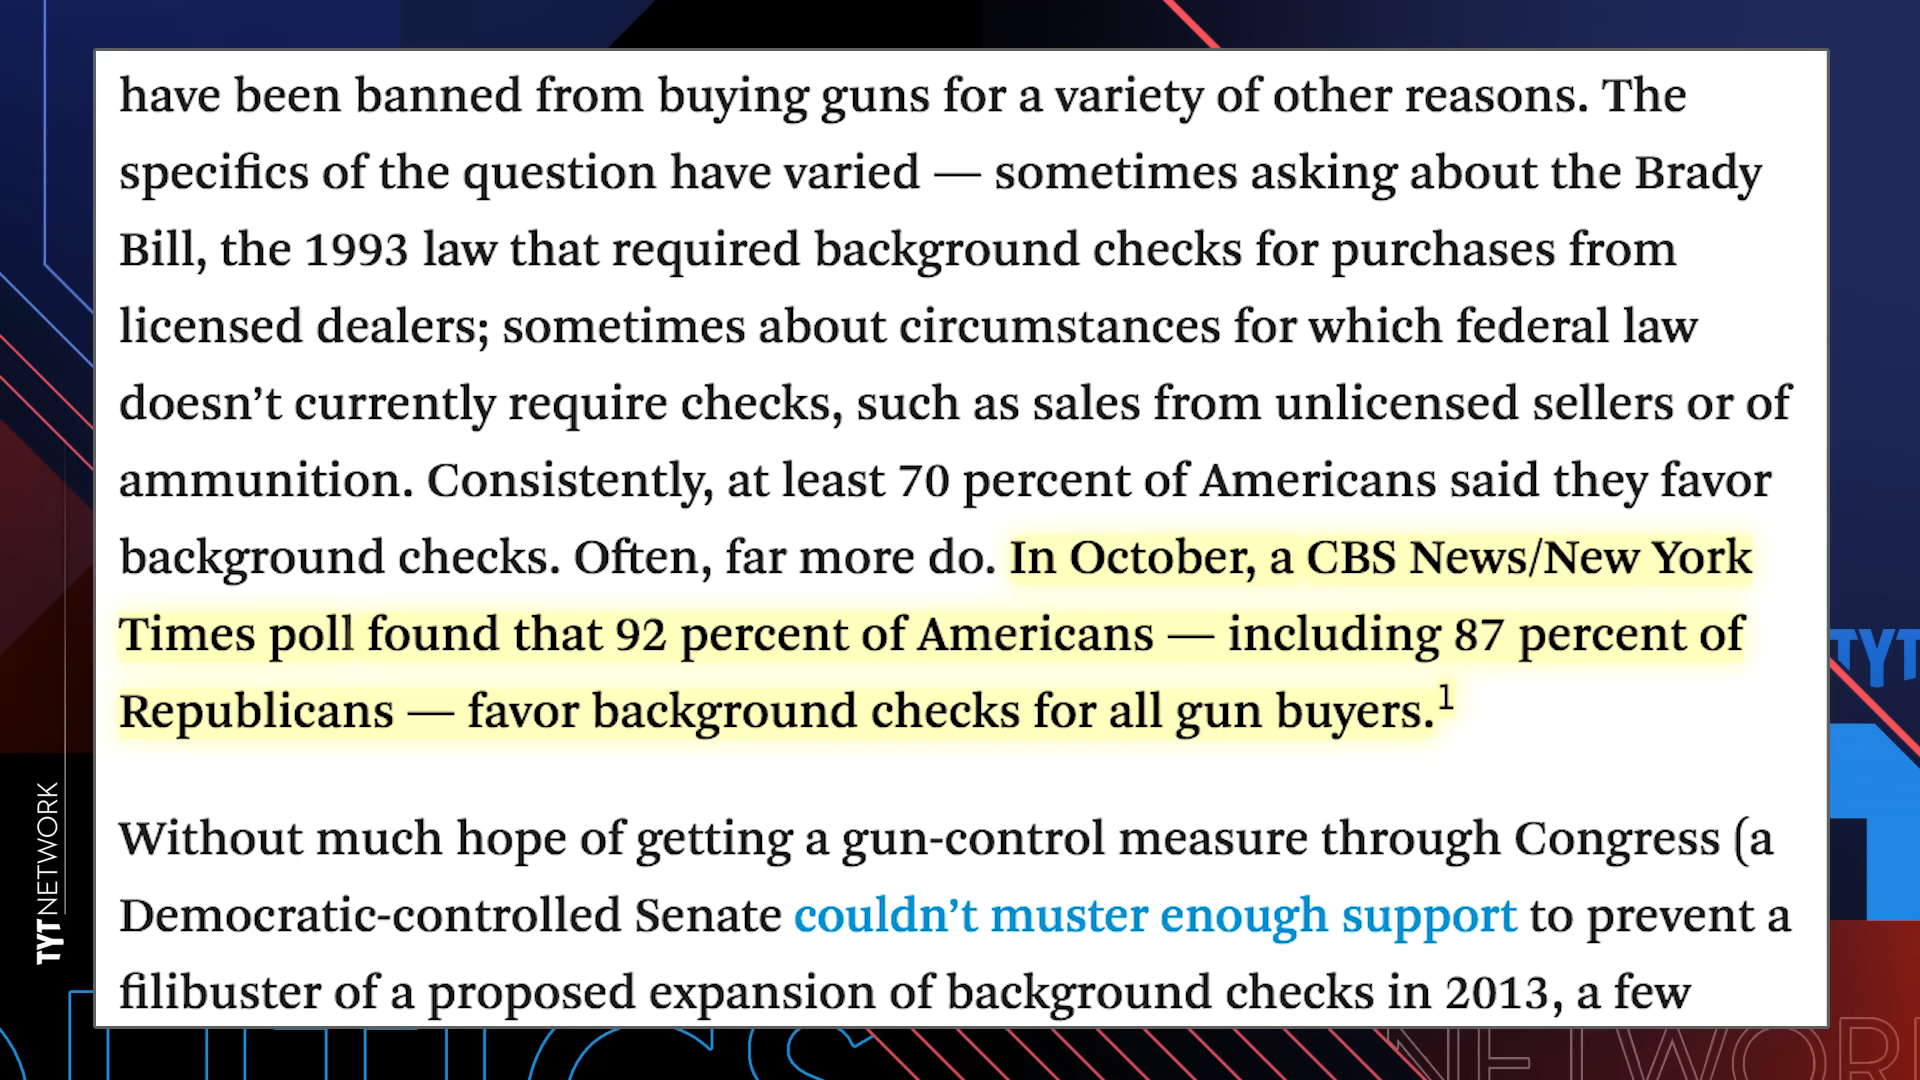 have been banned from buying guns for a variety of other reasons. The
specifics of the question have varied — sometimes asking about the Brady
Bill, the 1993 law that required background checks for purchases from
licensed dealers; sometimes about circumstances for which federal law
doesn’t currently require checks, such as sales from unlicensed sellers or of
ammunition. Consistently, at least 70 percent of Americans said they favor
background checks. Often, far more do. In October, a CBS News/New York
Times poll found that 92 percent of Americans — including 87 percent of
Republicans — favor background checks for all gun buyers.1
Without much hope of getting a gun-control measure through Congress (a
Democratic-controlled Senate couldn’t muster enough support to prevent a
filibuster of a proposed expansion of background checks in 2013, a few
TYTNETWORK
TYT
NETWOR